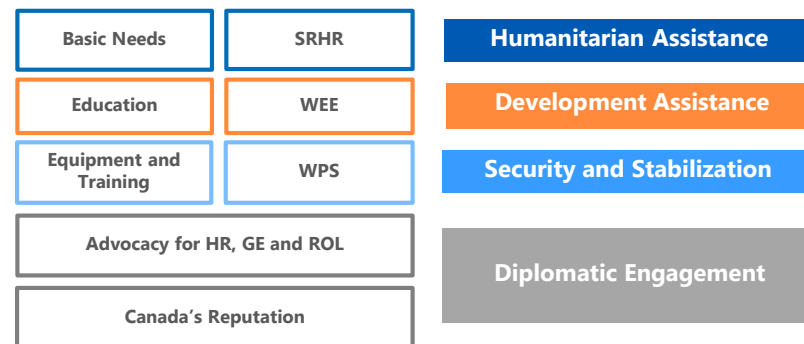 Basic Needs
SRHR
Humanitarian Assistance
Education
WEE
Development Assistance
Equipment and
Training
WPS
Security and Stabilization
Advocacy for HR, GE and ROL
Diplomatic Engagement
Canada's Reputation